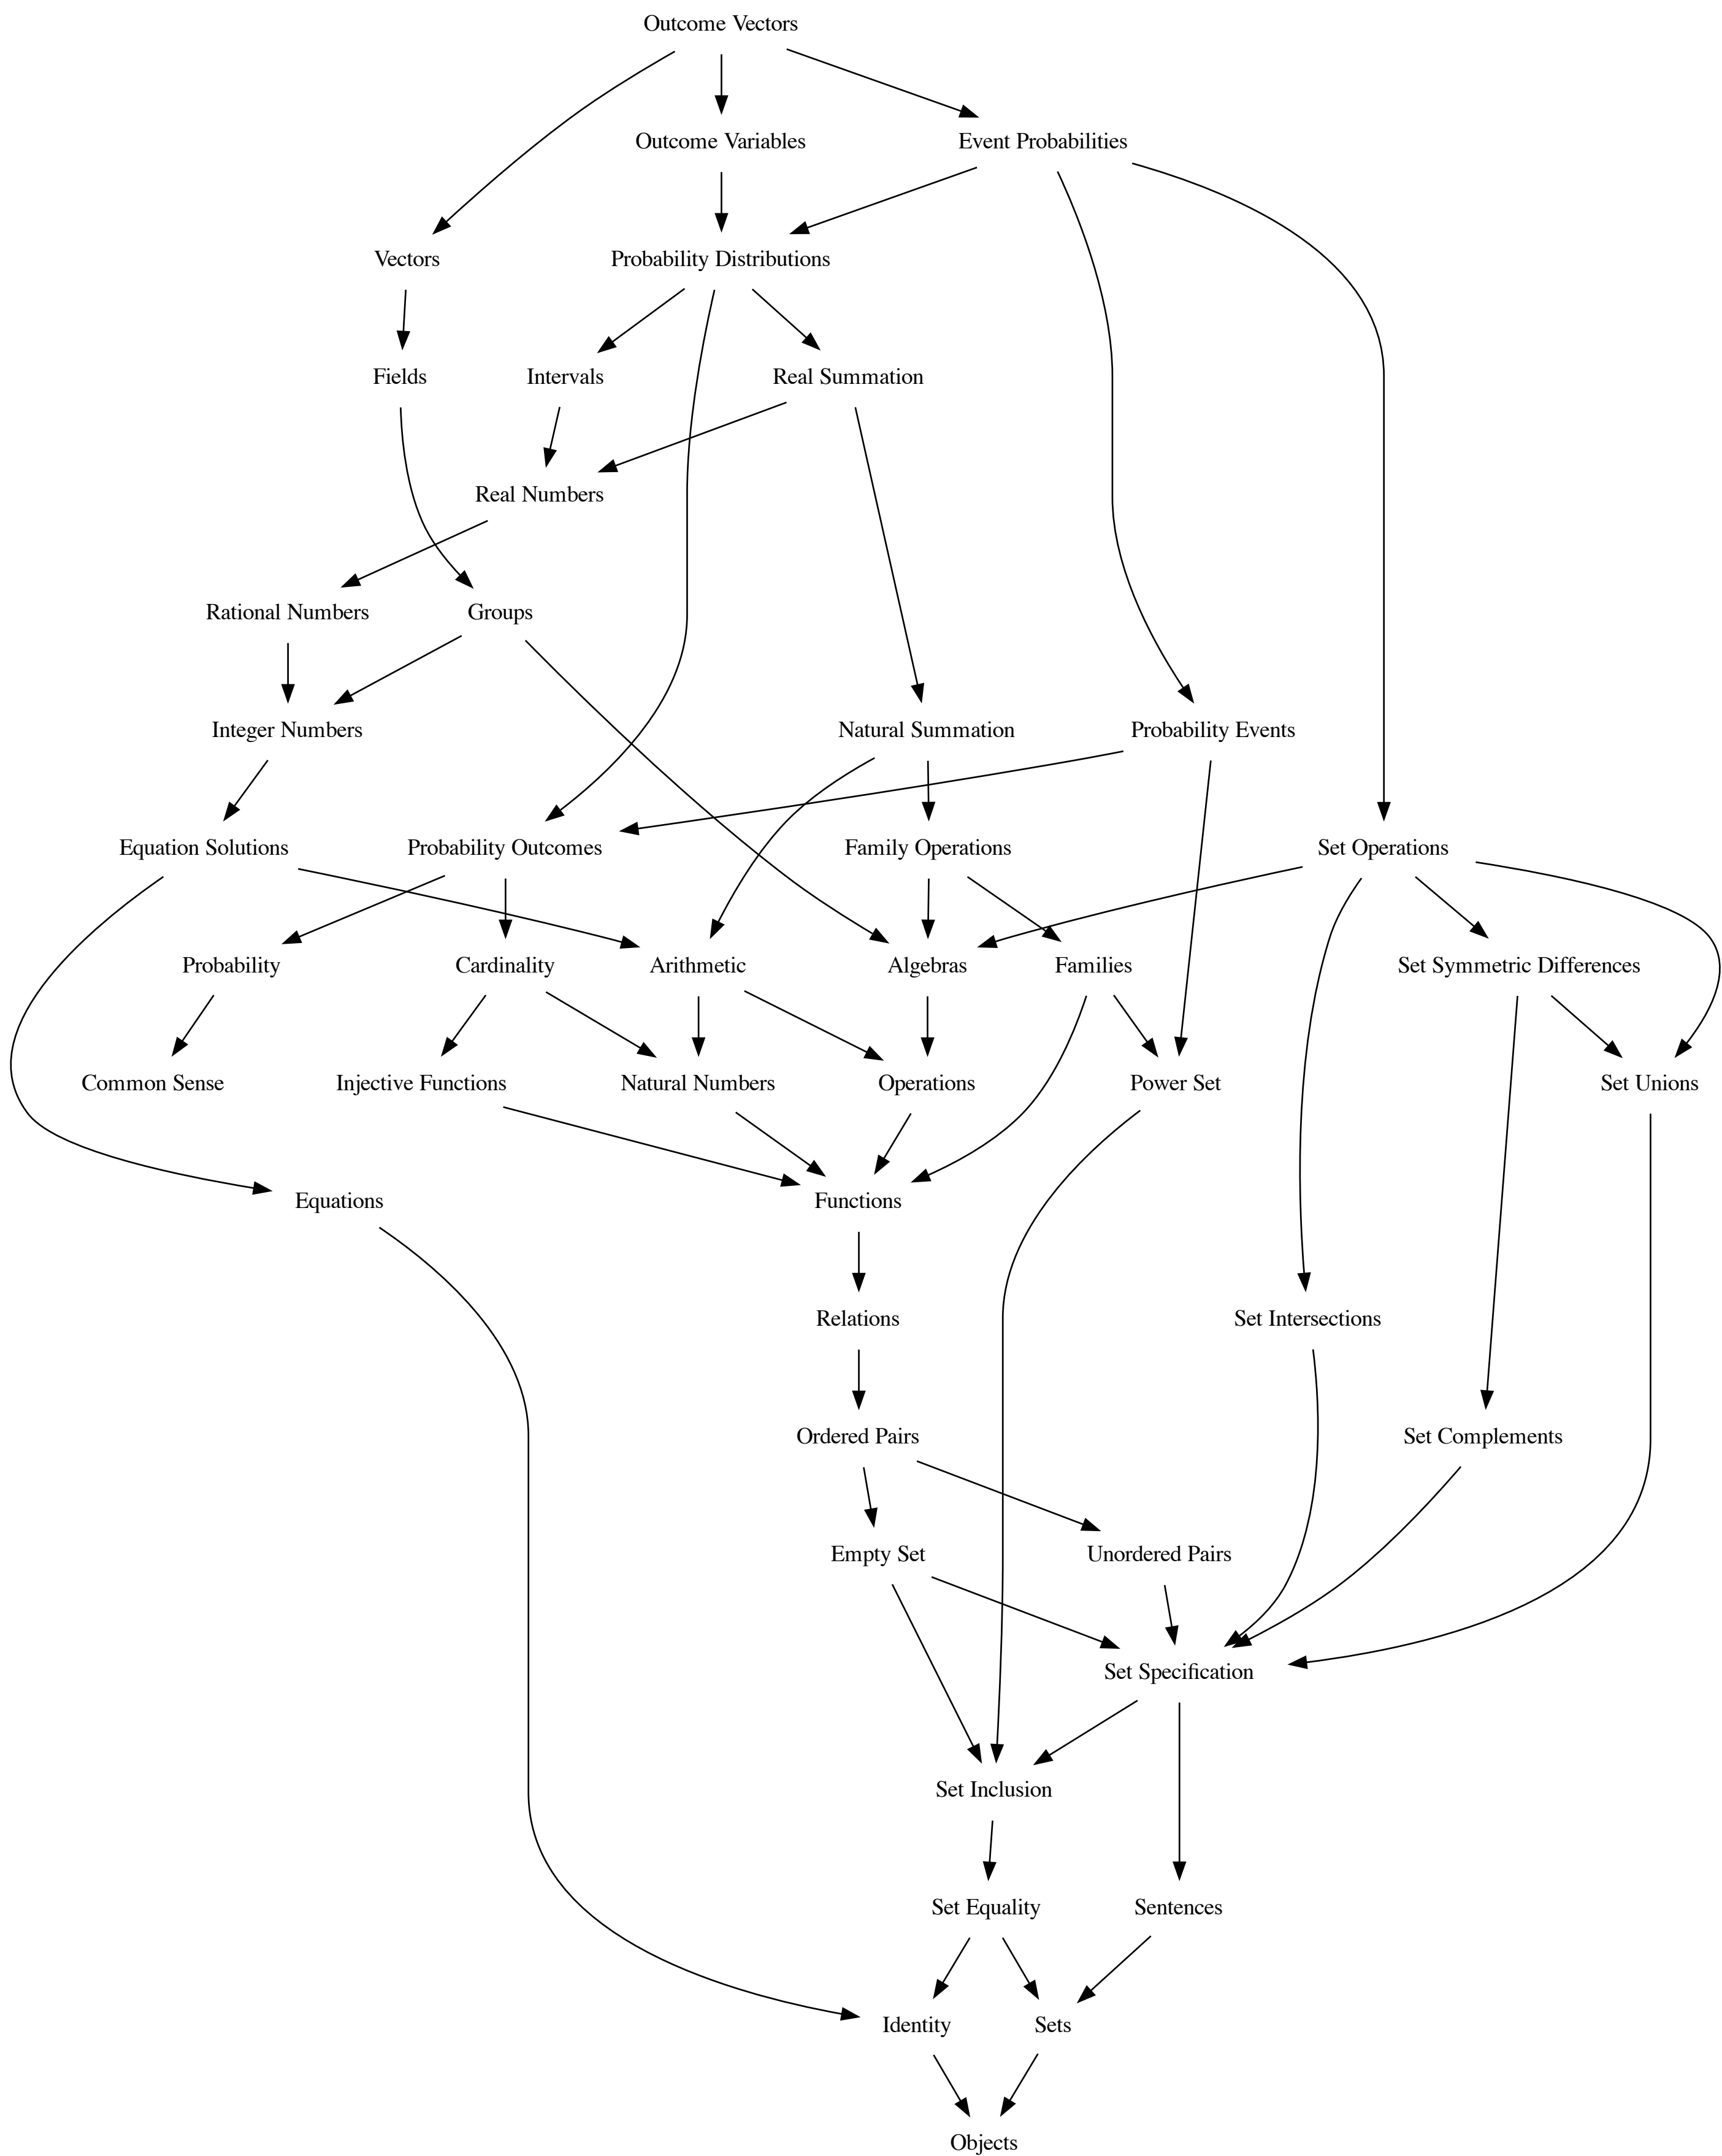 Outcome Vectors
Outcome Variables
Event Probabilities
Vectors
Probability Distributions
Fields
Intervals
Real Summation
Real Numbers
Rational Numbers
Groups
Integer Numbers
Natural Summation
Probability Events
Equation Solutions
Probability Outcomes
Family Operations
Set Operations
Probability
Cardinality
Arithmetic
Algebras
Families
Set Symmetric Differences
Common Sense
Injective Functions
Natural Numbers
Operations
Power Set
Set Unions
Equations
Functions
Relations
Set Intersections
Ordered Pairs
Set Complements
Empty Set
Unordered Pairs
Set Specification
Set Inclusion
Set Equality
Sentences
Identity
Sets
Objects